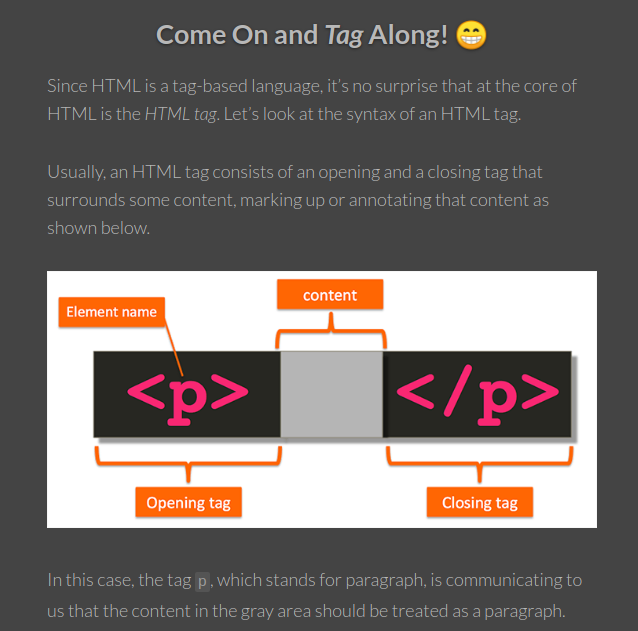 Come On and Tag Along! 😁
Since HTML is a tag-based language, it's no surprise that at the core of
HTML is the HTML tag. Let's look at the syntax of an HTML tag.
Usually, an HTML tag consists of an opening and a closing tag that
surrounds some content, marking up or annotating that content as
shown below.
content
Element name
<p> </p>
Opening tag
Closing tag
In this case, the tag p, which stands for paragraph, is communicating to
us that the content in the gray area should be treated as a paragraph.